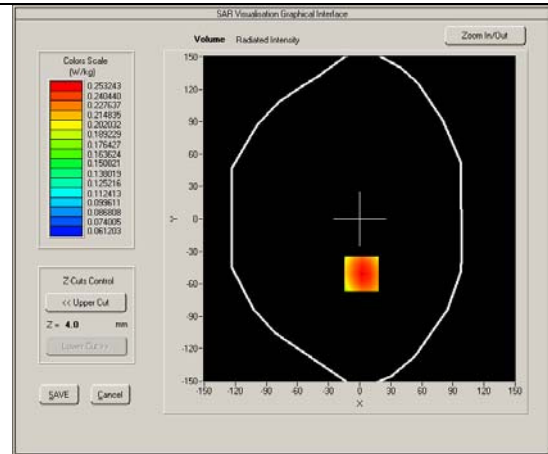 SAR Visualisation Graphical Interface
Volume Radiated Intensity
Zoom In/Out
Colors Scale
(W/kg)
0.253243
0.240440
0.227637
0.214835
0.202032
0.189229
0.176427
0.163624
0.150821
0.138019
0.125216
0.112413
0.099611
0.086808
0.074005
0.061203
Z Cuts Control
<< Upper Cut
Z = 4.0 mm
Lower Cut >>
SAVE Cancel
150
120
90
60
30
0
-30
-60
-90
-120
-150
Y
-150 -120 -90 -60 -30 0 30 60 90 120 150
X